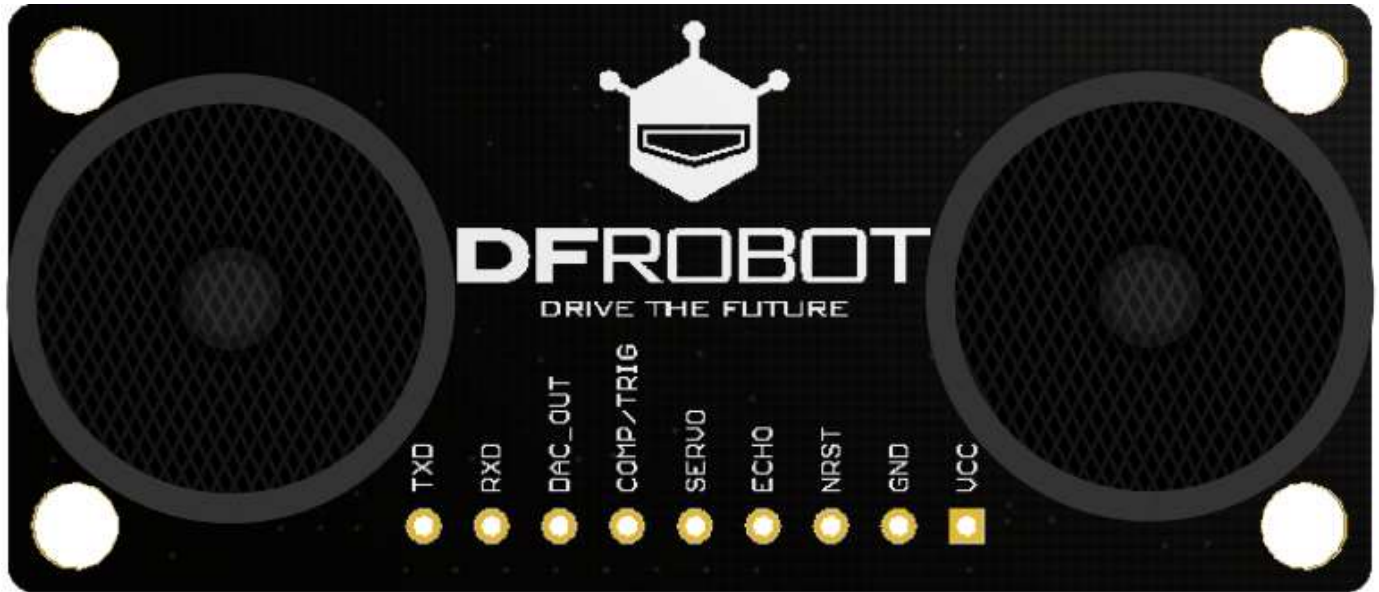 DFROBOT
DRIVE THE FUTURE
TXD
RXD
DAC_OUT
COMP/TRIG
SERVO
ECHO
NRST
GND
VCC